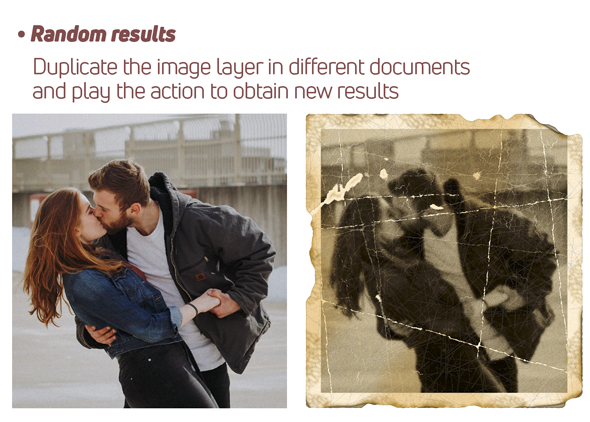 • Random results
Duplicate the image layer in different documents
and play the action to obtain new results